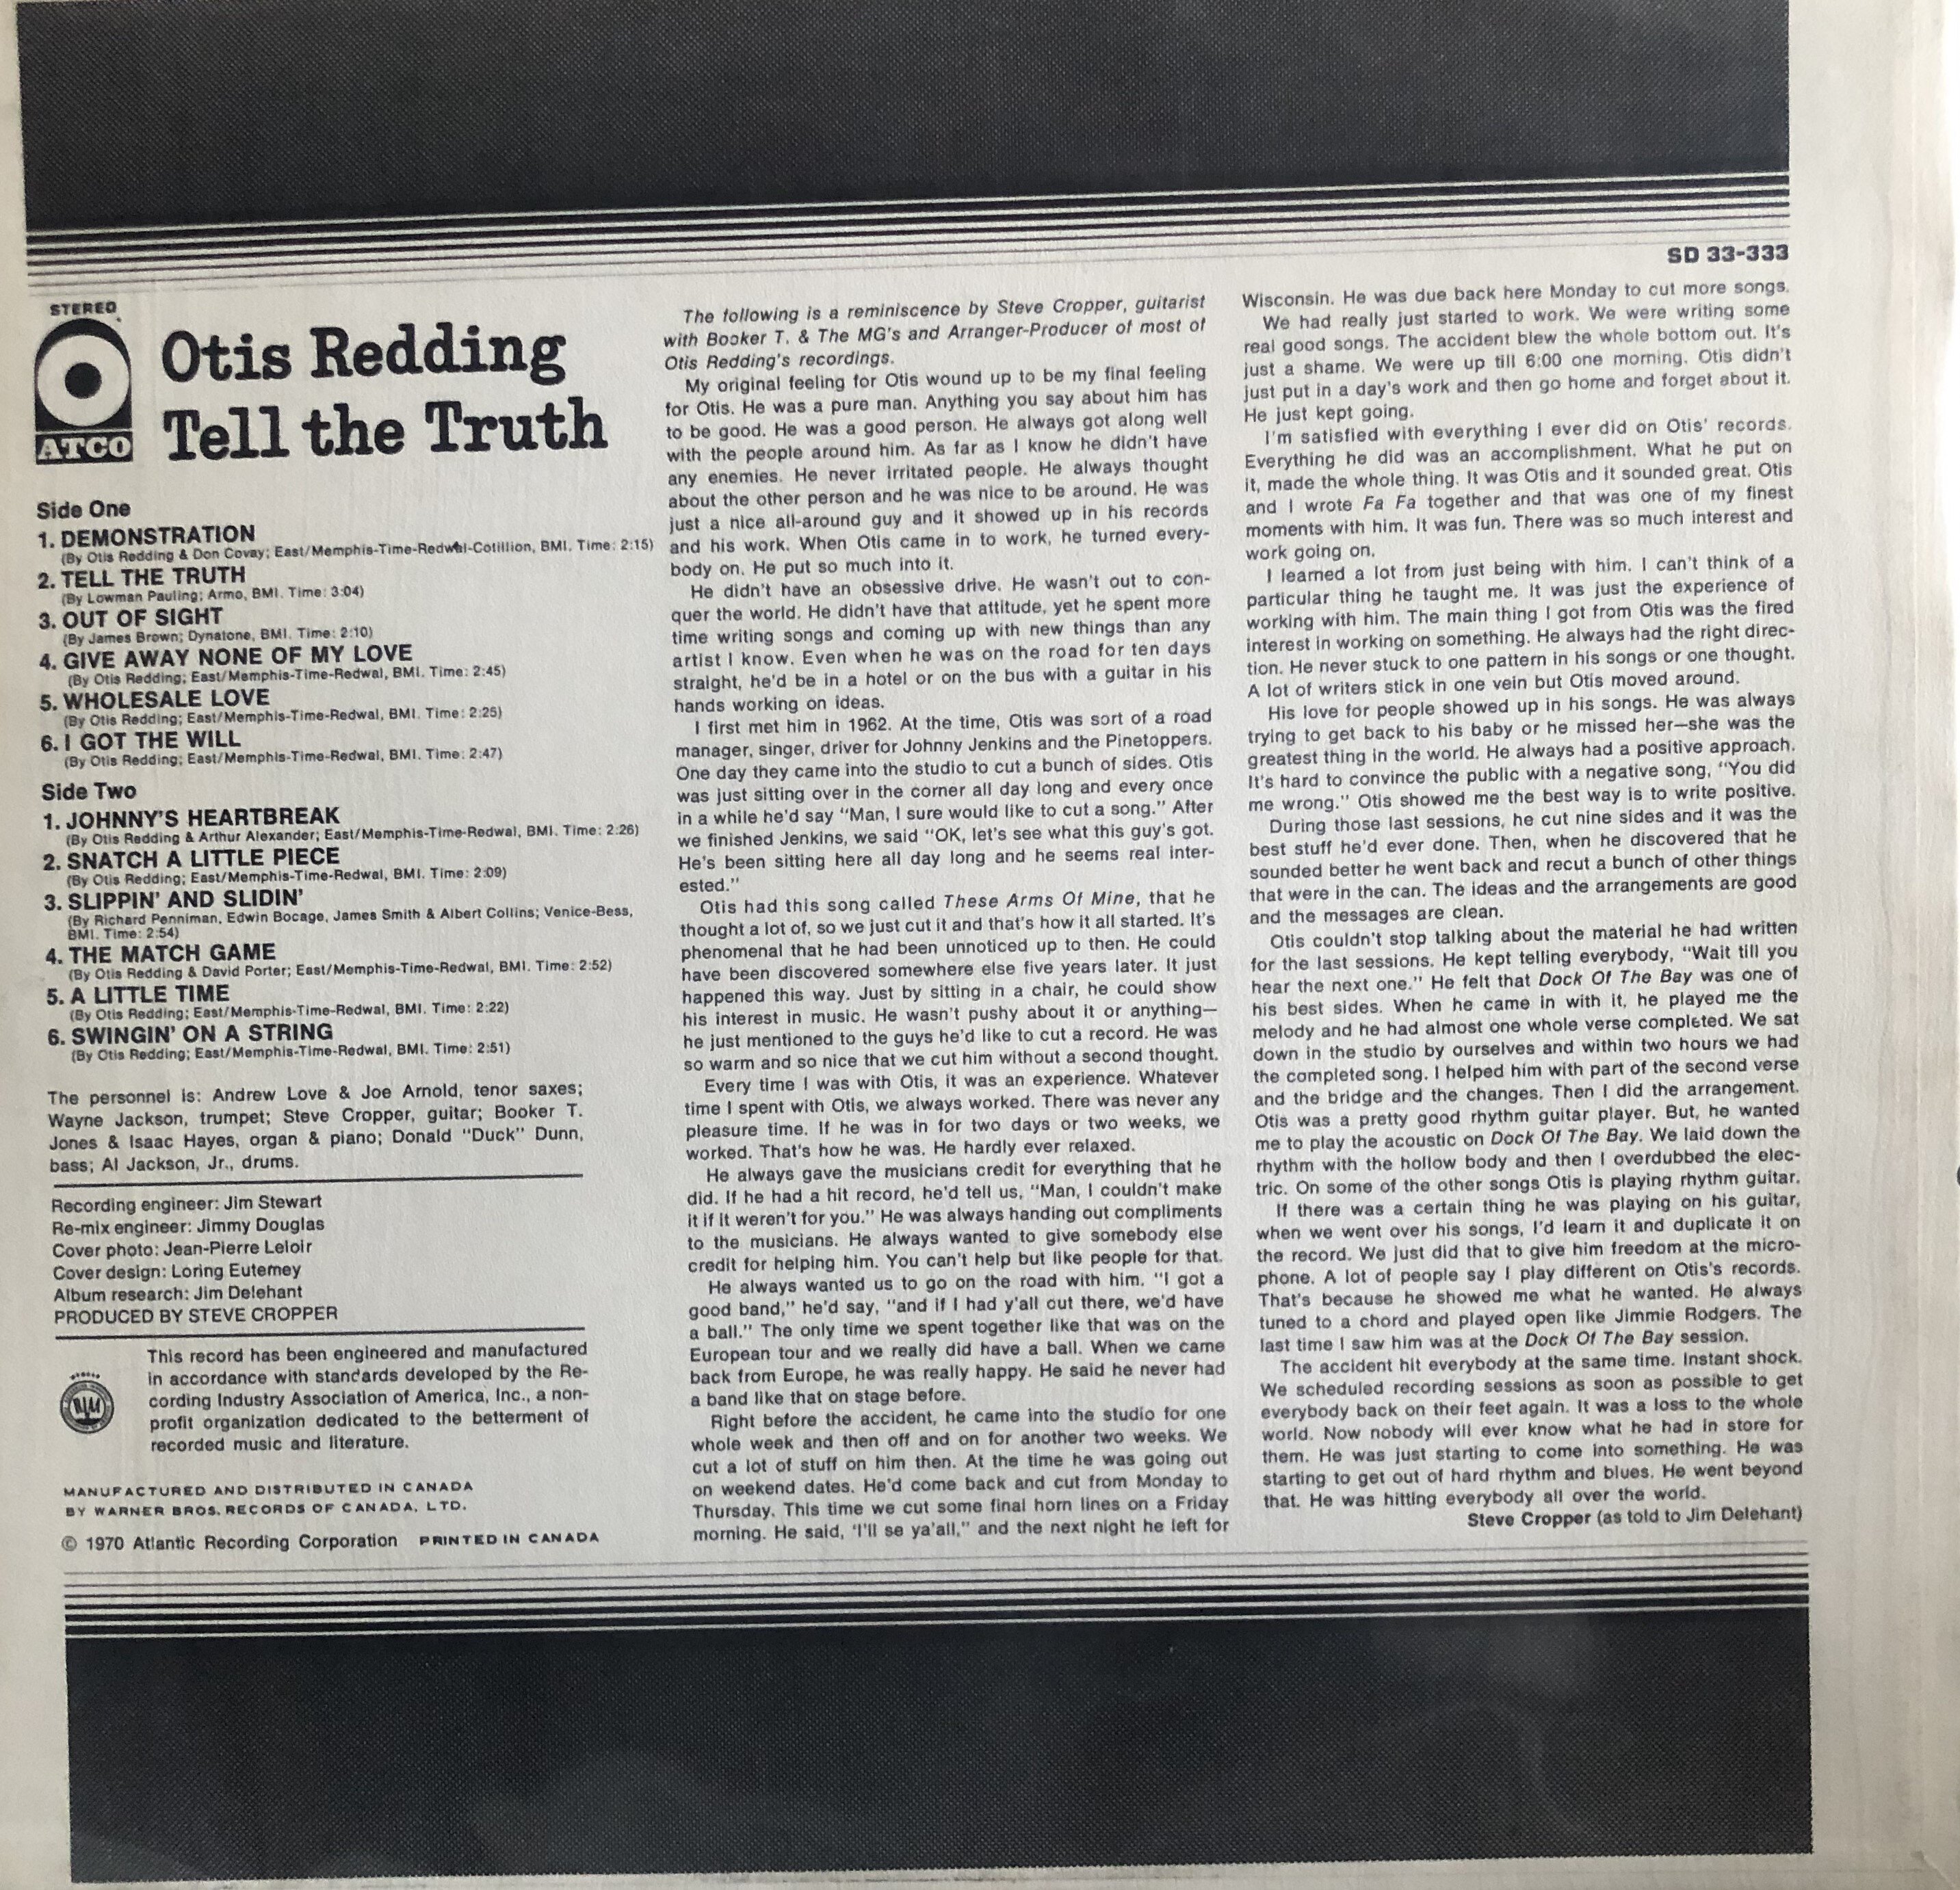 SD 33-333
STEREO
ATCO
Otis Redding
Tell the Truth
Side One
1. DEMONSTRATION
(By Otis Redding & Don Covay; East/Memphis-Time-Redwal-Cotillion, BMI. Time: 2:15)
2. TELL THE TRUTH
(By Lowman Pauling; Armo, BMI. Time: 3:04)
3. OUT OF SIGHT
(By James Brown; Dynatone, BMI. Time: 2:10)
4. GIVE AWAY NONE OF MY LOVE
(By Otis Redding; East/Memphis-Time-Redwal, BMI. Time: 2:45)
5. WHOLESALE LOVE
(By Otis Redding; East/Memphis-Time-Redwal, BMI. Time: 2:25)
6. I GOT THE WILL
(By Otis Redding; East/Memphis-Time-Redwal, BMI. Time: 2:47)
Side Two
1. JOHNNY'S HEARTBREAK
(By Otis Redding & Arthur Alexander; East/Memphis-Time-Redwal, BMI. Time: 2:26)
2. SNATCH A LITTLE PIECE
(By Otis Redding; East/Memphis-Time-Redwal, BMI. Time: 2:09)
3. SLIPPIN' AND SLIDIN'
(By Richard Penniman, Edwin Bocage, James Smith & Albert Collins; Venice-Bess,
BMI. Time: 2:54)
4. THE MATCH GAME
(By Otis Redding & David Porter; East/Memphis-Time-Redwal, BMI. Time: 2:52)
5. A LITTLE TIME
(By Otis Redding; East/Memphis-Time-Redwal, BMI. Time: 2:22)
6. SWINGIN' ON A STRING
(By Otis Redding; East/Memphis-Time-Redwal, BMI. Time: 2:51)
The personnel is: Andrew Love & Joe Arnold, tenor saxes;
Wayne Jackson, trumpet; Steve Cropper, guitar; Booker T.
Jones & Isaac Hayes, organ & piano; Donald "Duck" Dunn,
bass; Al Jackson, Jr., drums.
Recording engineer: Jim Stewart
Re-mix engineer: Jimmy Douglas
Cover photo: Jean-Pierre Leloir
Cover design: Loring Eutemey
Album research: Jim Delehant
PRODUCED BY STEVE CROPPER
This record has been engineered and manufactured
in accordance with standards developed by the Re-
cording Industry Association of America, Inc., a non-
profit organization dedicated to the betterment of
recorded music and literature.
MANUFACTURED AND DISTRIBUTED IN CANADA
BY WARNER BROS. RECORDS OF CANADA, LTD.
© 1970 Atlantic Recording Corporation PRINTED IN CANADA
The following is a reminiscence by Steve Cropper, guitarist
with Booker T. & The MG's and Arranger-Producer of most of
Otis Redding's recordings.
My original feeling for Otis wound up to be my final feeling
for Otis. He was a pure man. Anything you say about him has
to be good. He was a good person. He always got along well
with the people around him. As far as I know he didn't have
any enemies. He never irritated people. He always thought
about the other person and he was nice to be around. He was
just a nice all-around guy and it showed up in his records
and his work. When Otis came in to work, he turned every-
body on. He put so much into it.
He didn't have an obsessive drive. He wasn't out to con-
quer the world. He didn't have that attitude, yet he spent more
time writing songs and coming up with new things than any
artist I know. Even when he was on the road for ten days
straight, he'd be in a hotel or on the bus with a guitar in his
hands working on ideas.
I first met him in 1962. At the time, Otis was sort of a road
manager, singer, driver for Johnny Jenkins and the Pinetoppers.
One day they came into the studio to cut a bunch of sides. Otis
was just sitting over in the corner all day long and every once
in a while he'd say "Man, I sure would like to cut a song." After
we finished Jenkins, we said "OK, let's see what this guy's got.
He's been sitting here all day long and he seems real inter-
ested."
Otis had this song called These Arms Of Mine, that he
thought a lot of, so we just cut it and that's how it all started. It's
phenomenal that he had been unnoticed up to then. He could
have been discovered somewhere else five years later. It just
happened this way. Just by sitting in a chair, he could show
his interest in music. He wasn't pushy about it or anything—
he just mentioned to the guys he'd like to cut a record. He was
so warm and so nice that we cut him without a second thought.
Every time I was with Otis, it was an experience. Whatever
time I spent with Otis, we always worked. There was never any
pleasure time. If he was in for two days or two weeks, we
worked. That's how he was. He hardly ever relaxed.
He always gave the musicians credit for everything that he
did. If he had a hit record, he'd tell us, "Man, I couldn't make
it if it weren't for you." He was always handing out compliments
to the musicians. He always wanted to give somebody else
credit for helping him. You can't help but like people for that.
He always wanted us to go on the road with him. "I got a
good band," he'd say, "and if I had y'all out there, we'd have
a ball." The only time we spent together like that was on the
European tour and we really did have a ball. When we came
back from Europe, he was really happy. He said he never had
a band like that on stage before.
Right before the accident, he came into the studio for one
whole week and then off and on for another two weeks. We
cut a lot of stuff on him then. At the time he was going out
on weekend dates. He'd come back and cut from Monday to
Thursday. This time we cut some final horn lines on a Friday
morning. He said, 'I'll se ya'all," and the next night he left for
Wisconsin. He was due back here Monday to cut more songs.
We had really just started to work. We were writing some
real good songs. The accident blew the whole bottom out. It's
just a shame. We were up till 6:00 one morning. Otis didn't
just put in a day's work and then go home and forget about it.
He just kept going.
I'm satisfied with everything I ever did on Otis' records.
Everything he did was an accomplishment. What he put on
it, made the whole thing. It was Otis and it sounded great. Otis
and I wrote Fa Fa together and that was one of my finest
moments with him. It was fun. There was so much interest and
work going on.
I learned a lot from just being with him. I can't think of a
particular thing he taught me. It was just the experience of
working with him. The main thing I got from Otis was the fired
interest in working on something. He always had the right direc-
tion. He never stuck to one pattern in his songs or one thought.
A lot of writers stick in one vein but Otis moved around.
His love for people showed up in his songs. He was always
trying to get back to his baby or he missed her—she was the
greatest thing in the world. He always had a positive approach.
It's hard to convince the public with a negative song, "You did
me wrong." Otis showed me the best way is to write positive.
During those last sessions, he cut nine sides and it was the
best stuff he'd ever done. Then, when he discovered that he
sounded better he went back and recut a bunch of other things
that were in the can. The ideas and the arrangements are good
and the messages are clean.
Otis couldn't stop talking about the material he had written
for the last sessions. He kept telling everybody, "Wait till you
hear the next one." He felt that Dock Of The Bay was one of
his best sides. When he came in with it, he played me the
melody and he had almost one whole verse completed. We sat
down in the studio by ourselves and within two hours we had
the completed song. I helped him with part of the second verse
and the bridge and the changes. Then I did the arrangement.
Otis was a pretty good rhythm guitar player. But, he wanted
me to play the acoustic on Dock Of The Bay. We laid down the
rhythm with the hollow body and then I overdubbed the elec-
tric. On some of the other songs Otis is playing rhythm guitar.
If there was a certain thing he was playing on his guitar,
when we went over his songs, I'd learn it and duplicate it on
the record. We just did that to give him freedom at the micro-
phone. A lot of people say I play different on Otis's records.
That's because he showed me what he wanted. He always
tuned to a chord and played open like Jimmie Rodgers. The
last time I saw him was at the Dock Of The Bay session.
The accident hit everybody at the same time. Instant shock.
We scheduled recording sessions as soon as possible to get
everybody back on their feet again. It was a loss to the whole
world. Now nobody will ever know what he had in store for
them. He was just starting to come into something. He was
starting to get out of hard rhythm and blues. He went beyond
that. He was hitting everybody all over the world.
Steve Cropper (as told to Jim Delehant)